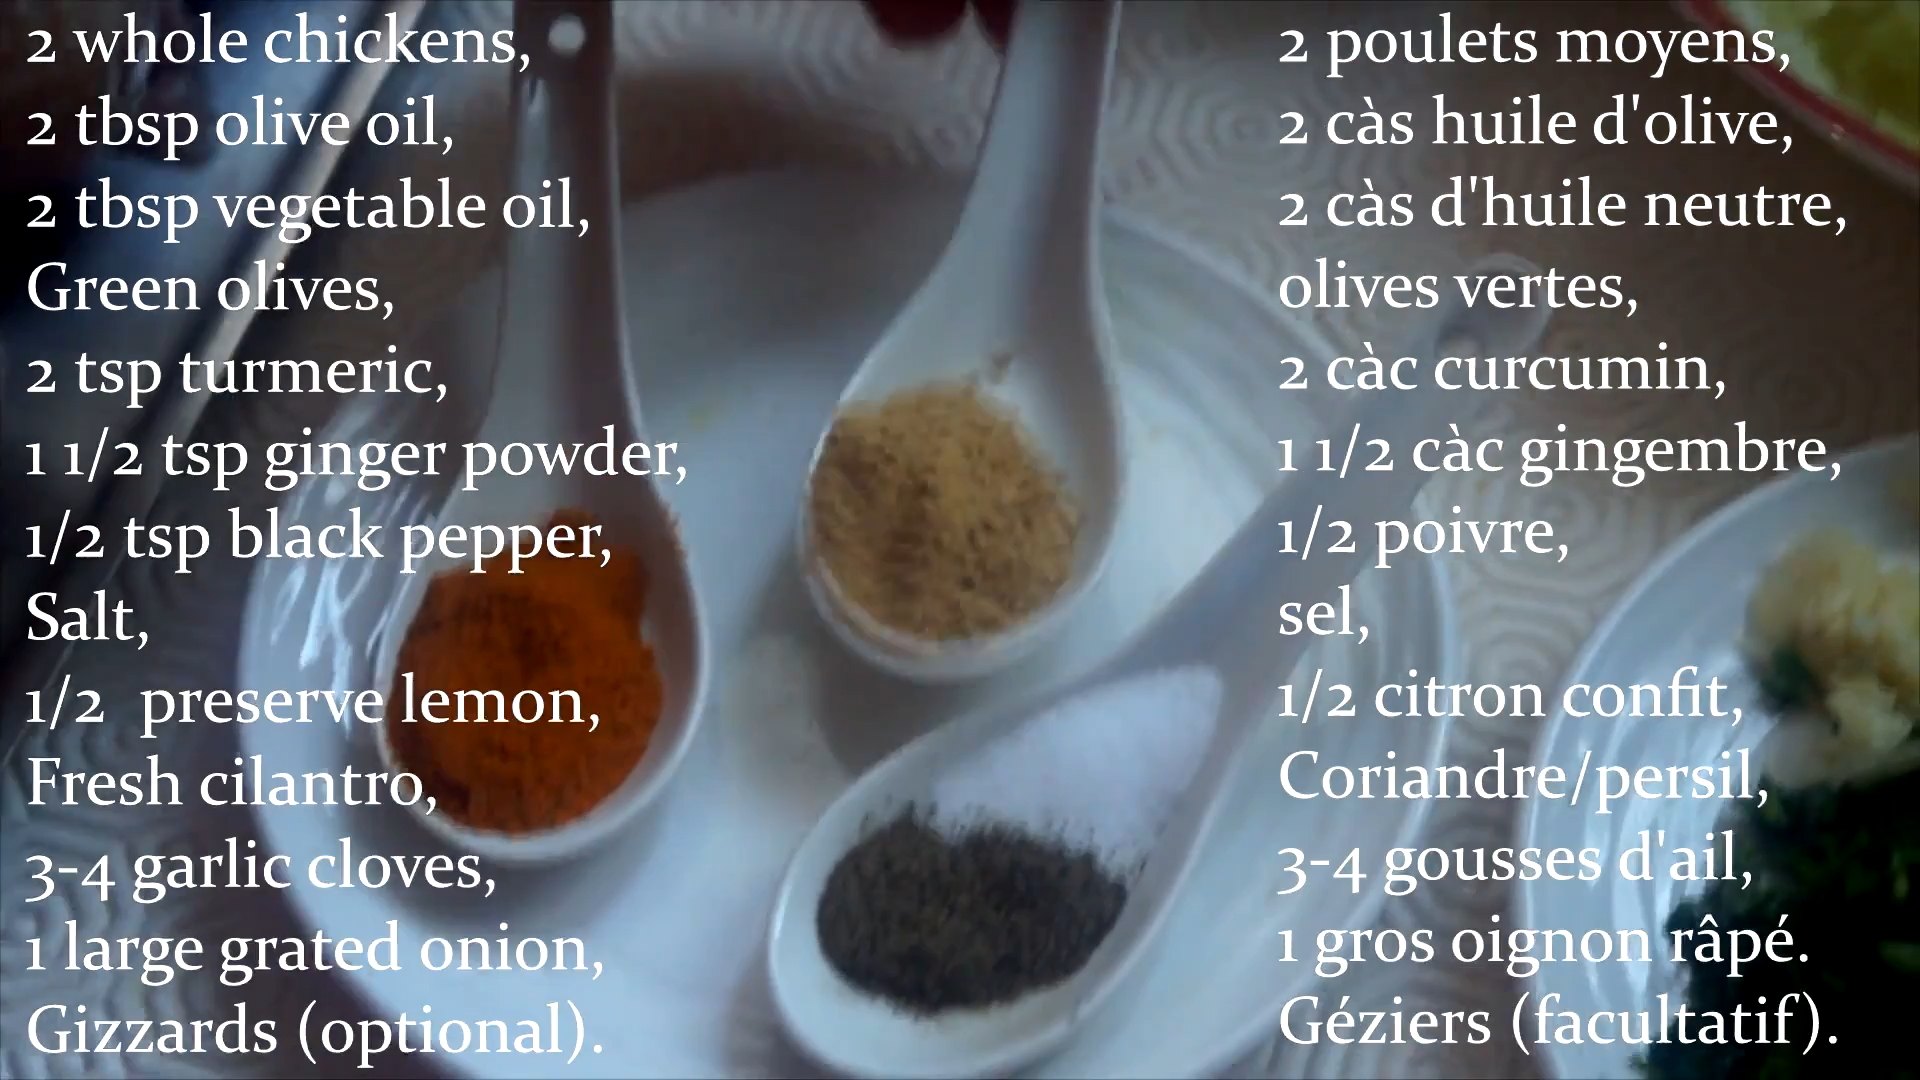 2 whole chickens,
2 tbsp olive oil,
2 tbsp vegetable oil,
Green olives,
2 tsp turmeric,
1 1/2 tsp ginger powder,
1/2 tsp black pepper,
Salt,
1/2  preserve lemon,
Fresh cilantro,
3-4 garlic cloves,
1 large grated onion,
Gizzards (optional).
2 poulets moyens,
2 càs huile d'olive,
2 càs d'huile neutre,
olives vertes,
2 càc curcumin,
1 1/2 càc gingembre,
1/2 poivre,
sel,
1/2 citron confit,
Coriandre/persil,
3-4 gousses d'ail,
1 gros oignon râpé.
Géziers (facultatif).